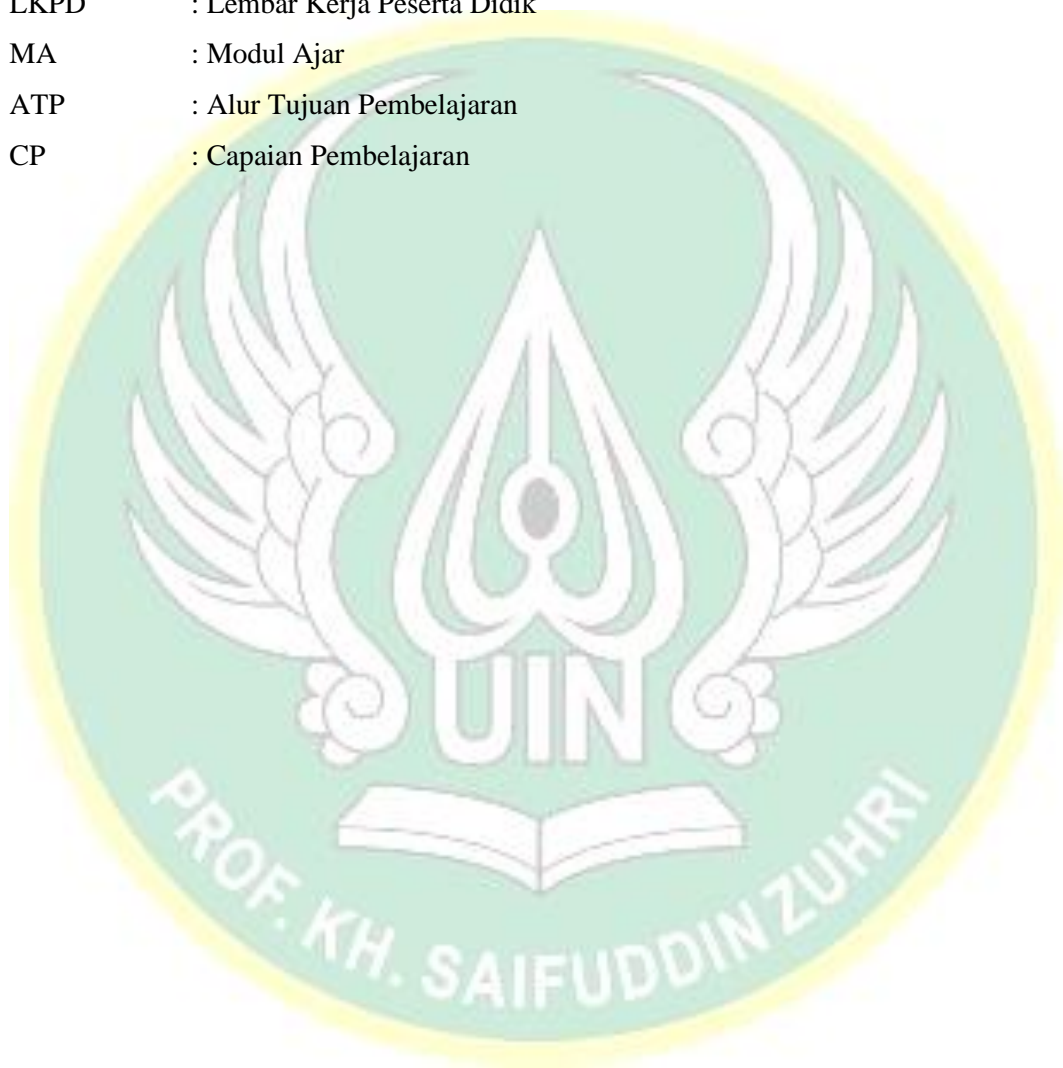 LKPD : Lembar Kerja Peserta Didik
MA : Modul Ajar
ATP : Alur Tujuan Pembelajaran
CP : Capaian Pembelajaran
UIN
PROF. KH. SAIFUDDIN ZUHRI